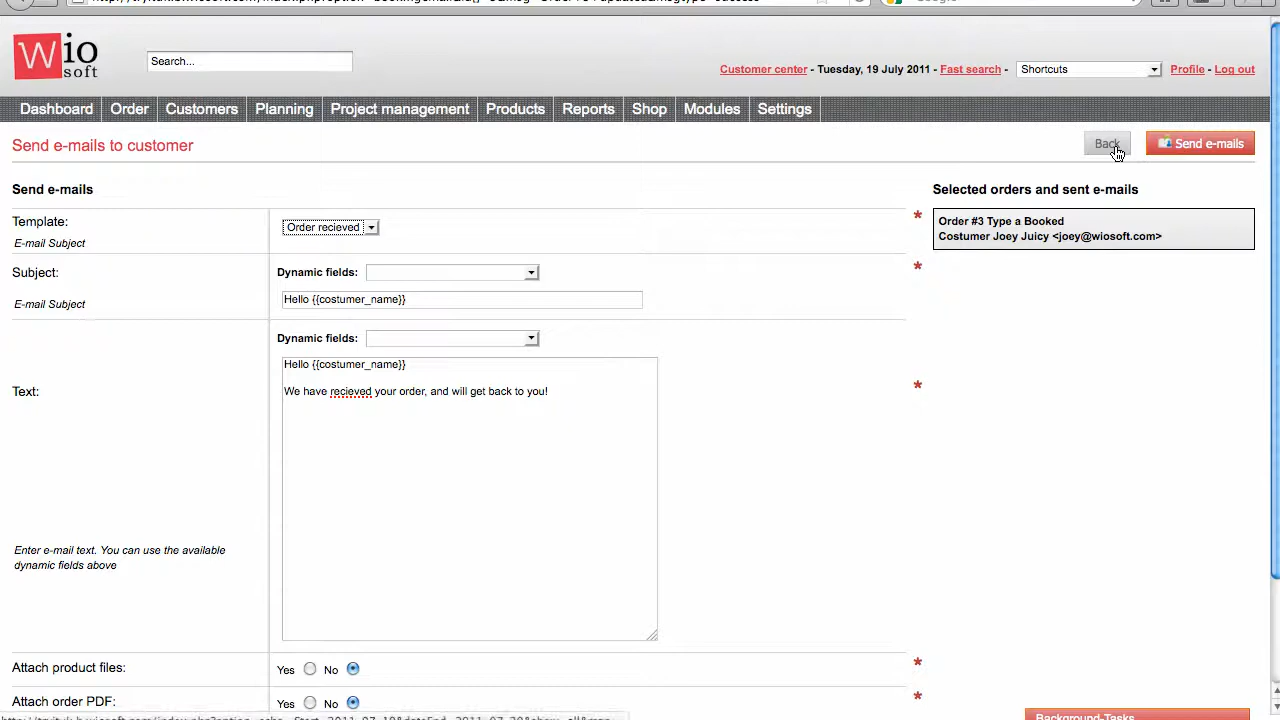 Wio
soft
Search...
Customer center - Tuesday, 19 July 2011 - Fast search - Shortcuts Profile - Log out
Dashboard Order Customers Planning Project management Products Reports Shop Modules Settings
Send e-mails to customer
Back Send e-mails
Send e-mails
Selected orders and sent e-mails
Template:
E-mail Subject
Order recieved
*
Order #3 Type a Booked
Costumer Joey Juicy <joey@wiosoft.com>
Subject:
E-mail Subject
Dynamic fields:
*
Hello {{costumer_name}}
Dynamic fields:
Text:
Hello {{costumer_name}}
We have recieved your order, and will get back to you!
*
Enter e-mail text. You can use the available
dynamic fields above
Attach product files:
Yes No
*
Attach order PDF:
Yes No
*
Background-Tasks